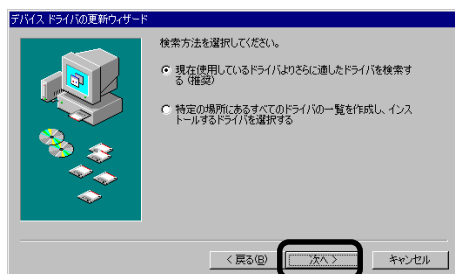 デバイス ドライバの更新ウィザード
検索方法を選択してください。
現在使用しているドライバよりさらに適したドライバを検索す
る (推奨)
特定の場所にあるすべてのドライバの一覧を作成し、インス
トールするドライバを選択する
< 戻る(B)
次へ >
キャンセル